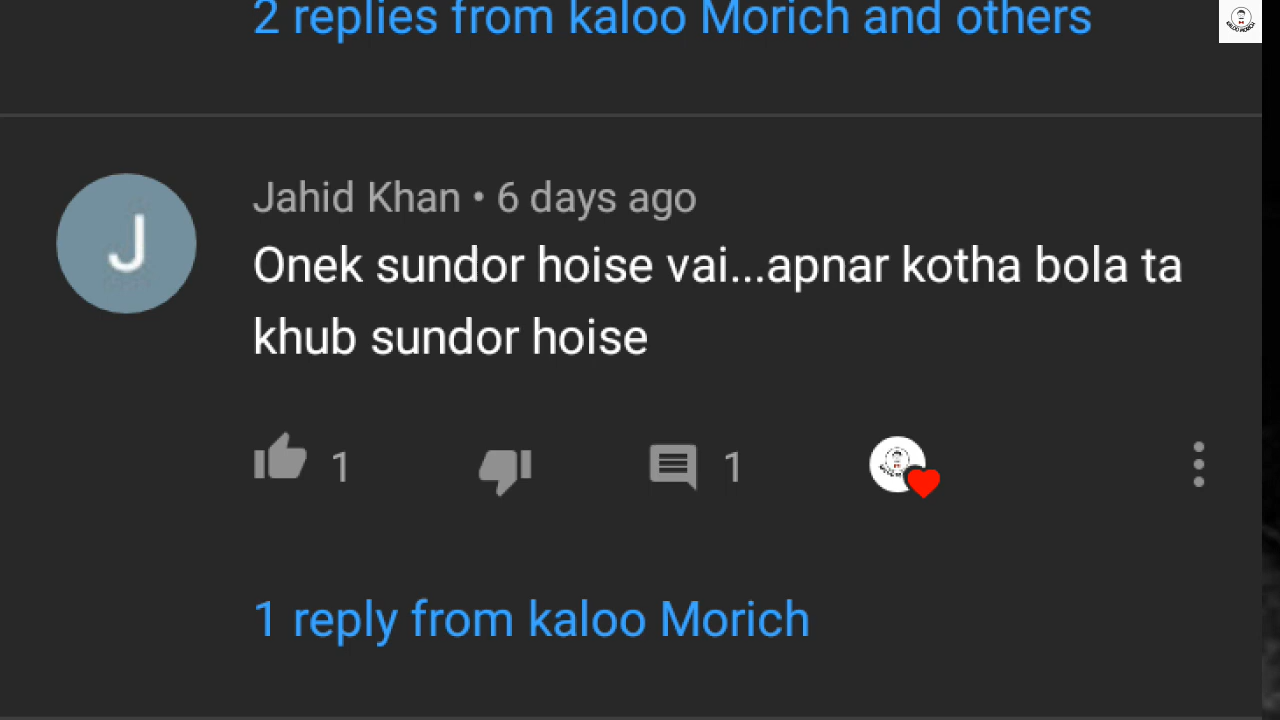 2 replies from kaloo Morich and others
J
Jahid Khan • 6 days ago
Onek sundor hoise vai...apnar kotha bola ta
khub sundor hoise
1
1
1 reply from kaloo Morich